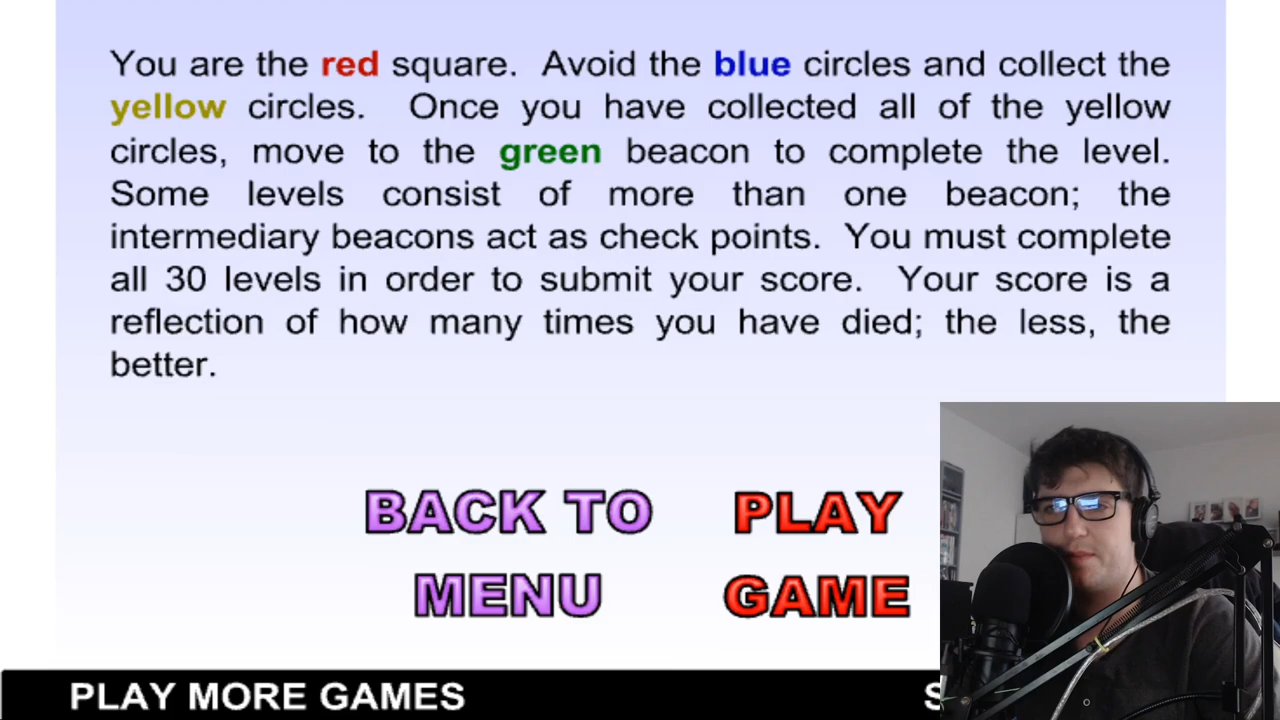 You are the red square. Avoid the blue circles and collect the
yellow circles. Once you have collected all of the yellow
circles, move to the green beacon to complete the level.
Some levels consist of more than one beacon; the
intermediary beacons act as check points. You must complete
all 30 levels in order to submit your score. Your score is a
reflection of how many times you have died; the less, the
better.
BACK TO
MENU
PLAY
GAME
PLAY MORE GAMES